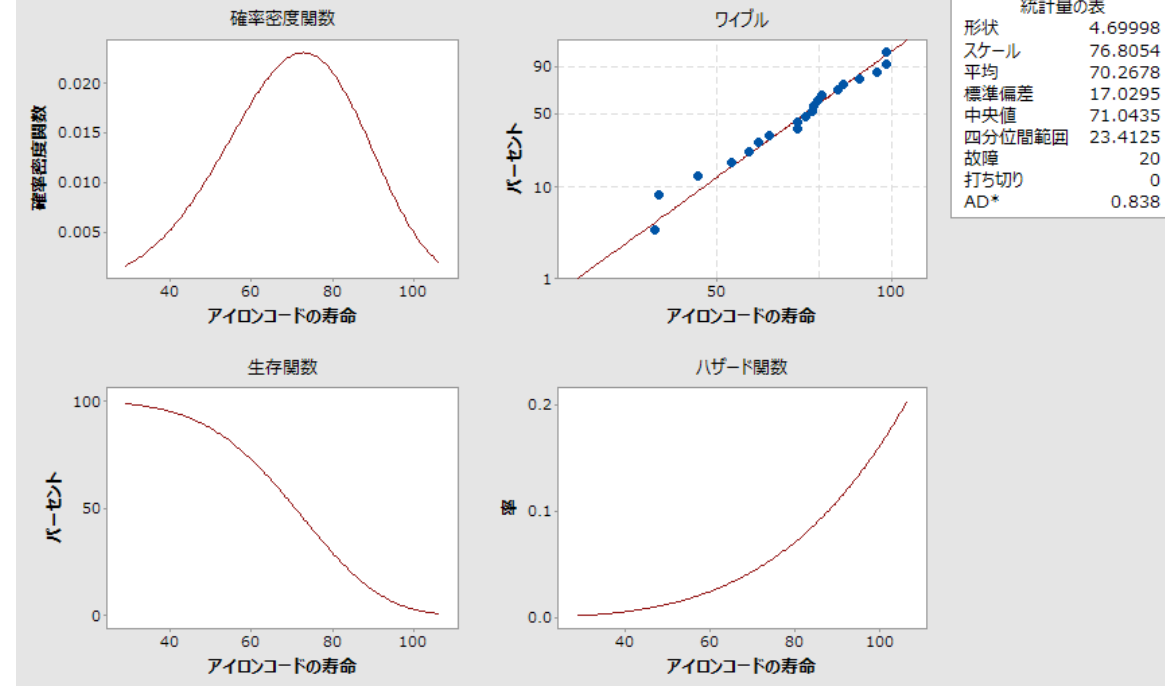 確率密度関数
0.020
0.015
0.010
0.005
確率密度関数
40 60 80 100
アイロンコードの寿命
ワイブル
90
50
10
1
パーセント
50 100
アイロンコードの寿命
統計量の表
形状 4.69998
スケール 76.8054
平均 70.2678
標準偏差 17.0295
中央値 71.0435
四分位間範囲 23.4125
故障 20
打ち切り 0
AD* 0.838
生存関数
100
50
0
パーセント
40 60 80 100
アイロンコードの寿命
ハザード関数
0.2
0.1
0.0
率
40 60 80 100
アイロンコードの寿命